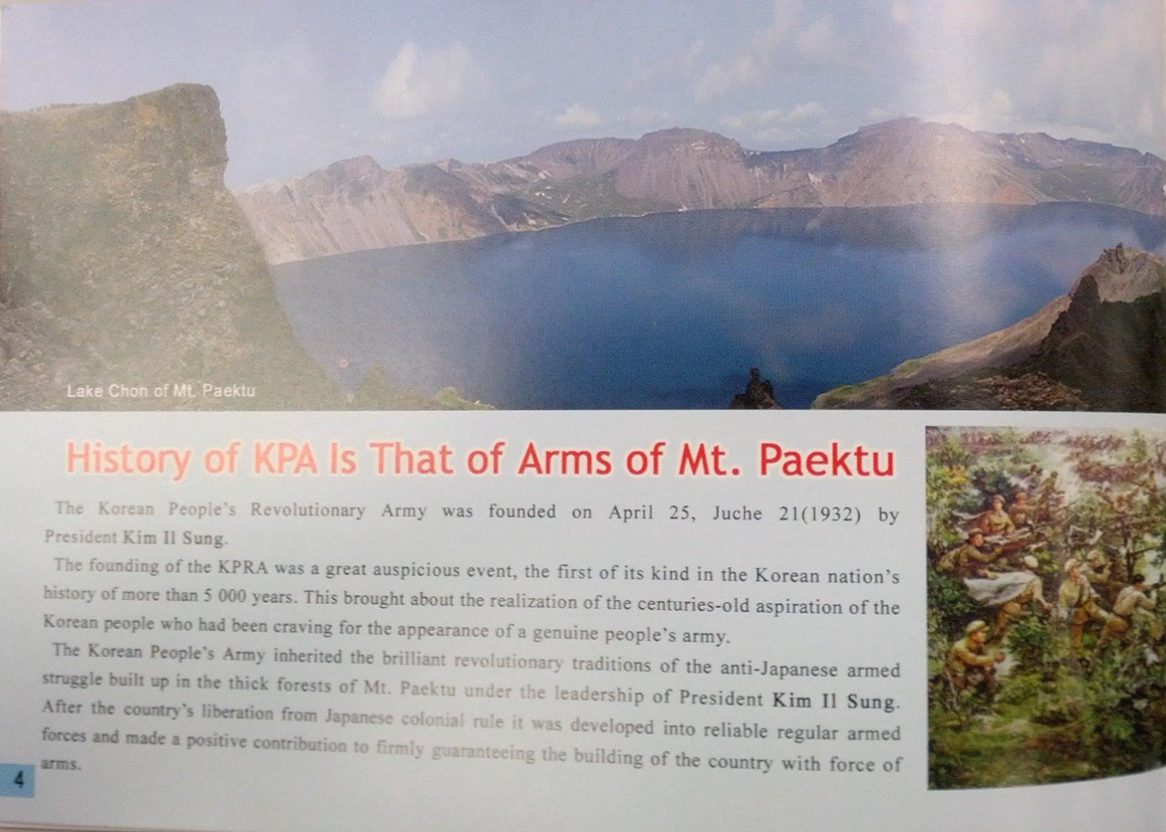 Lake Chon of Mt. Paektu
History of KPA Is That of Arms of Mt. Paektu
The Korean People's Revolutionary Army was founded on April 25, Juche 21(1932) by
President Kim Il Sung.
The founding of the KPRA was a great auspicious event, the first of its kind in the Korean nation's
history of more than 5 000 years. This brought about the realization of the centuries-old aspiration of the
Korean people who had been craving for the appearance of a genuine people's army.
The Korean People's Army inherited the brilliant revolutionary traditions of the anti-Japanese armed
struggle built up in the thick forests of Mt. Paektu under the leadership of President Kim Il Sung.
After the country's liberation from Japanese colonial rule it was developed into reliable regular armed
forces and made a positive contribution to firmly guaranteeing the building of the country with force of
arms.
4